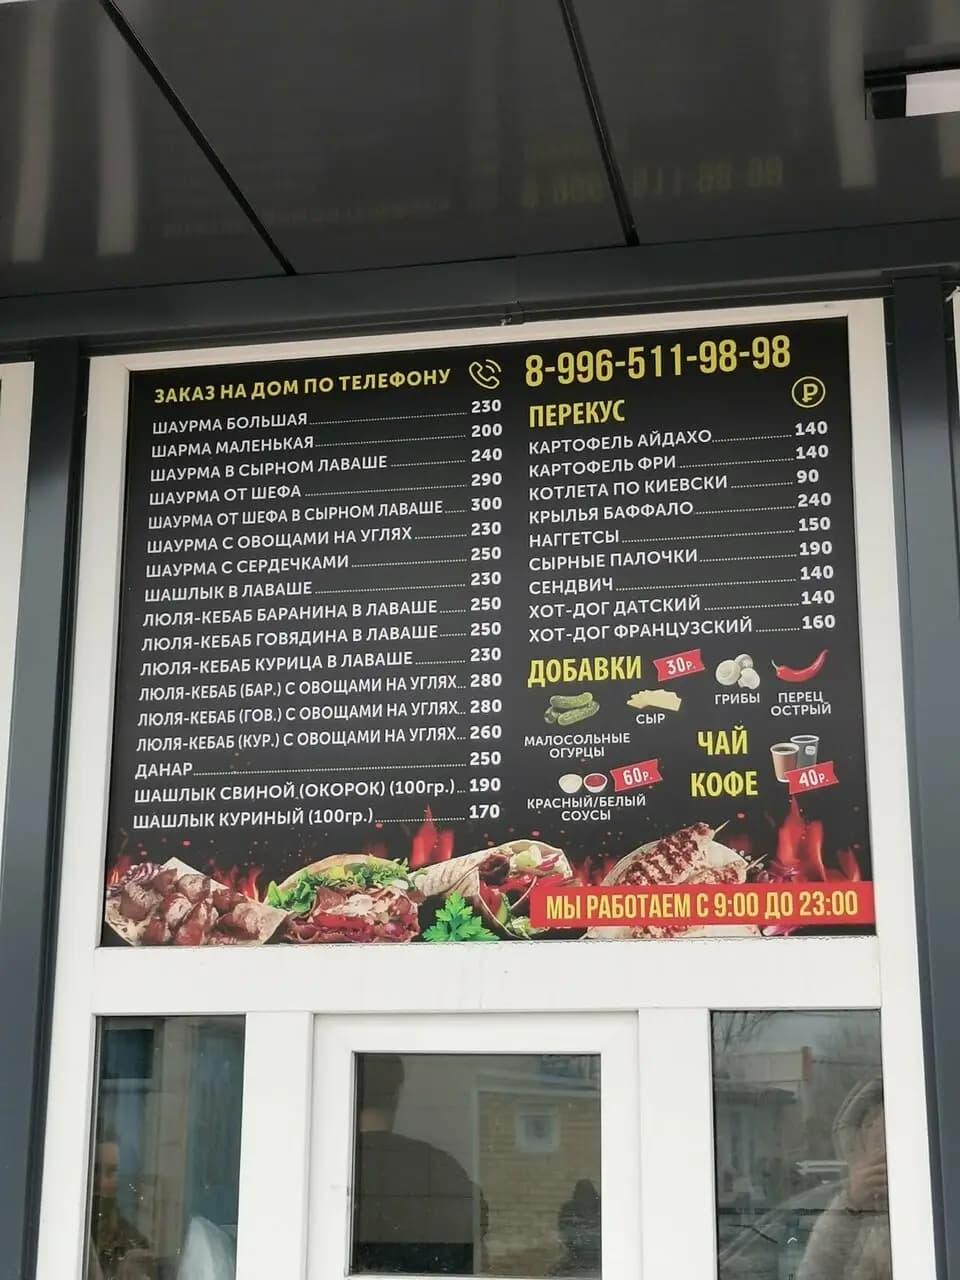 ЗАКАЗ НА ДОМ ПО ТЕЛЕФОНУ 8-996-511-98-98
ШАУРМА БОЛЬШАЯ 230
ШАРМА МАЛЕНЬКАЯ 200
ШАУРМА В СЫРНОМ ЛАВАШЕ 240
ШАУРМА ОТ ШЕФА 290
ШАУРМА ОТ ШЕФА В СЫРНОМ ЛАВАШЕ 300
ШАУРМА С ОВОЩАМИ НА УГЛЯХ 230
ШАУРМА С СЕРДЕЧКАМИ 250
ШАШЛЫК В ЛАВАШЕ 230
ЛЮЛЯ-КЕБАБ БАРАНИНА В ЛАВАШЕ 250
ЛЮЛЯ-КЕБАБ ГОВЯДИНА В ЛАВАШЕ 250
ЛЮЛЯ-КЕБАБ КУРИЦА В ЛАВАШЕ 230
ЛЮЛЯ-КЕБАБ (БАР.) С ОВОЩАМИ НА УГЛЯХ 280
ЛЮЛЯ-КЕБАБ (ГОВ.) С ОВОЩАМИ НА УГЛЯХ 280
ЛЮЛЯ-КЕБАБ (КУР.) С ОВОЩАМИ НА УГЛЯХ 260
ДАНАР 250
ШАШЛЫК СВИНОЙ (ОКОРОК) (100гр.) 190
ШАШЛЫК КУРИНЫЙ (100гр.) 170
ПЕРЕКУС ₽
КАРТОФЕЛЬ АЙДАХО 140
КАРТОФЕЛЬ ФРИ 140
КОТЛЕТА ПО КИЕВСКИ 90
КРЫЛЬЯ БАФФАЛО 240
НАГГЕТСЫ 150
СЫРНЫЕ ПАЛОЧКИ 190
СЕНДВИЧ 140
ХОТ-ДОГ ДАТСКИЙ 140
ХОТ-ДОГ ФРАНЦУЗСКИЙ 160
ДОБАВКИ 30Р.
МАЛОСОЛЬНЫЕ
ОГУРЦЫ
СЫР
ГРИБЫ
ПЕРЕЦ
ОСТРЫЙ
60Р.
КРАСНЫЙ/БЕЛЫЙ
СОУСЫ
ЧАЙ
КОФЕ 40Р.
МЫ РАБОТАЕМ С 9:00 ДО 23:00